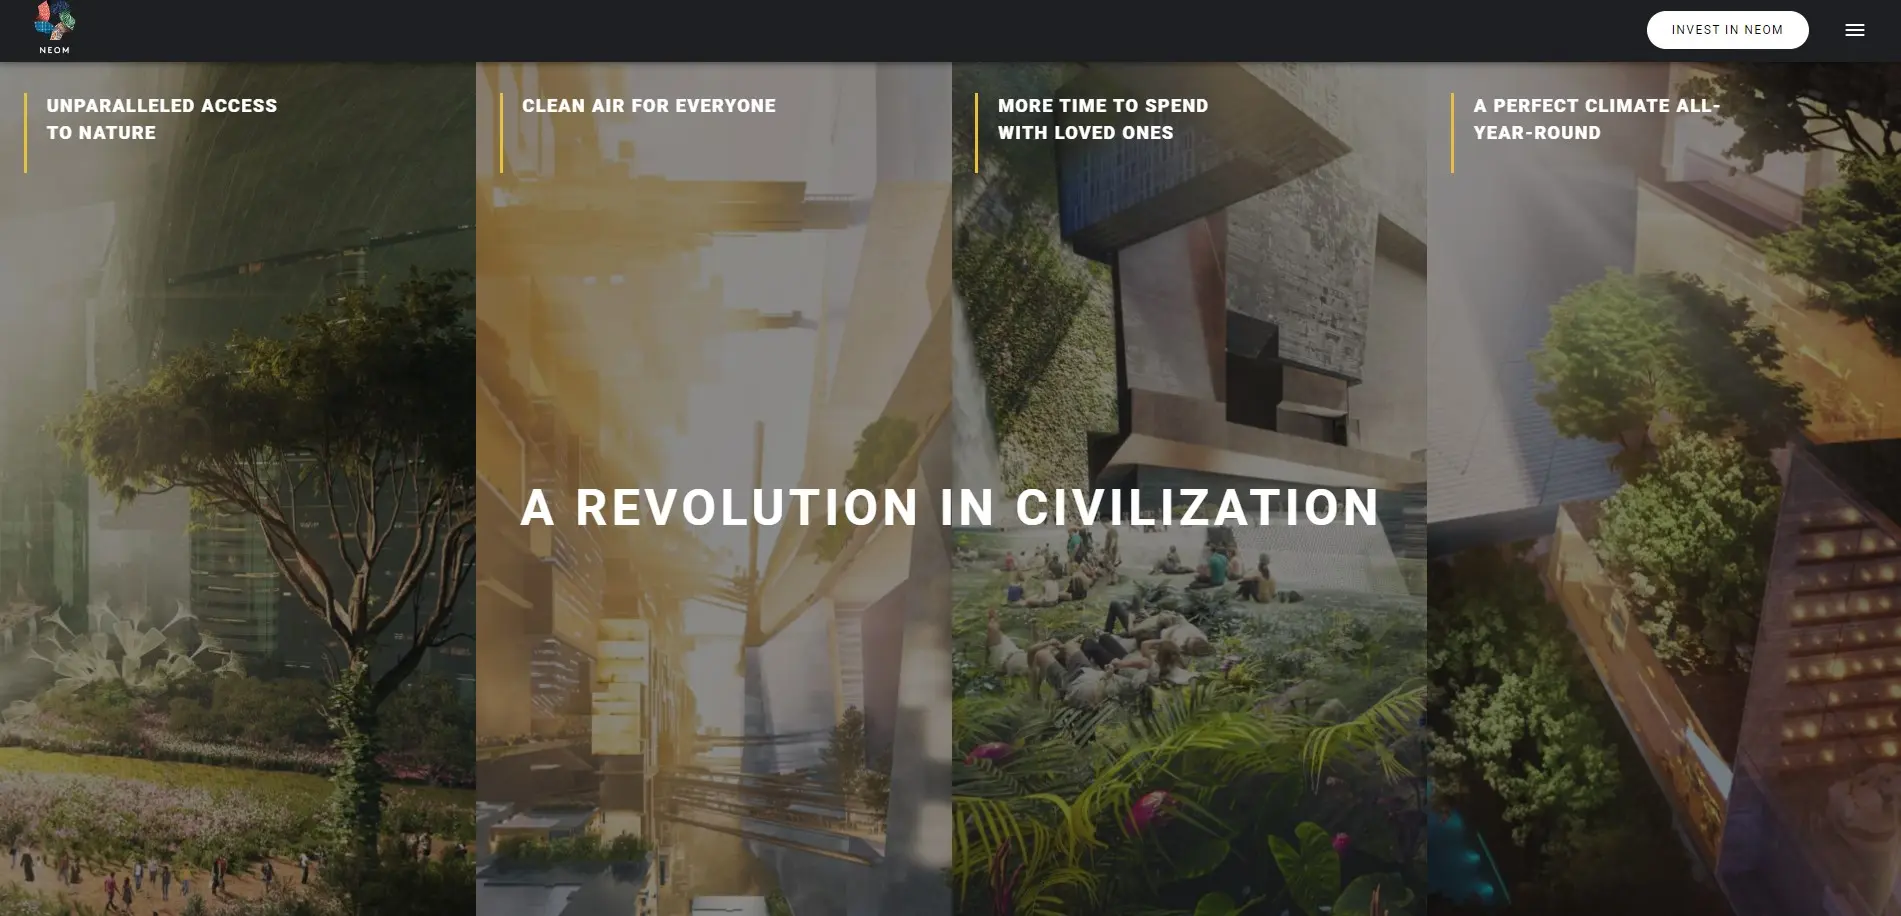 NEOM
INVEST IN NEOM
UNPARALLELED ACCESS
TO NATURE
CLEAN AIR FOR EVERYONE
MORE TIME TO SPEND
WITH LOVED ONES
A PERFECT CLIMATE ALL-
YEAR-ROUND
A REVOLUTION IN CIVILIZATION